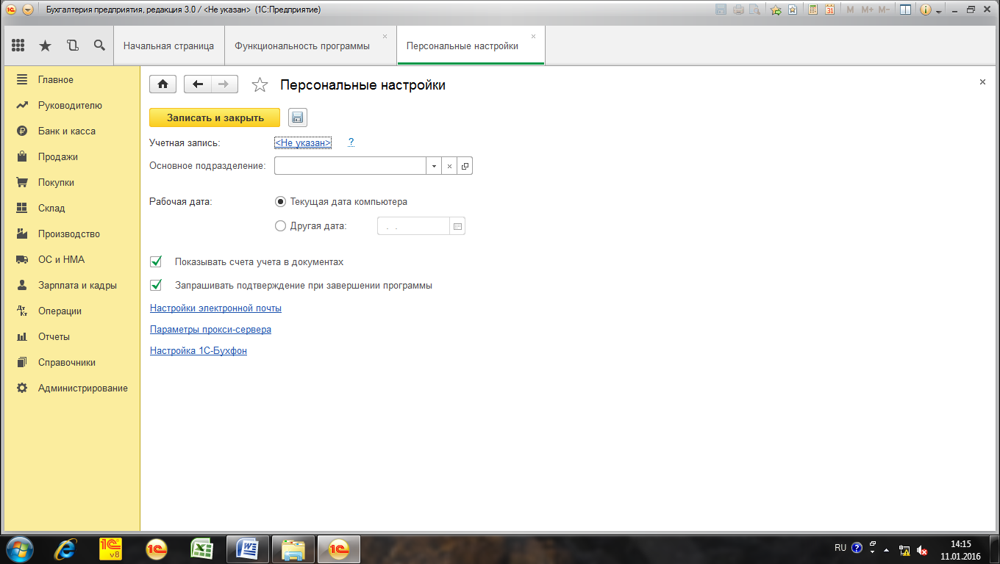 Бухгалтерия предприятия, редакция 3.0 / <Не указан> (1С:Предприятие)
M M+ M-
Начальная страница
Функциональность программы
Персональные настройки
Главное
Руководителю
Банк и касса
Продажи
Покупки
Склад
Производство
ОС и НМА
Зарплата и кадры
Операции
Отчеты
Справочники
Администрирование
Персональные настройки
Записать и закрыть
Учетная запись: <Не указан> ?
Основное подразделение:
Рабочая дата: Текущая дата компьютера
Другая дата: . .
Показывать счета учета в документах
Запрашивать подтверждение при завершении программы
Настройки электронной почты
Параметры прокси-сервера
Настройка 1С-Бухфон
RU
14:15
11.01.2016